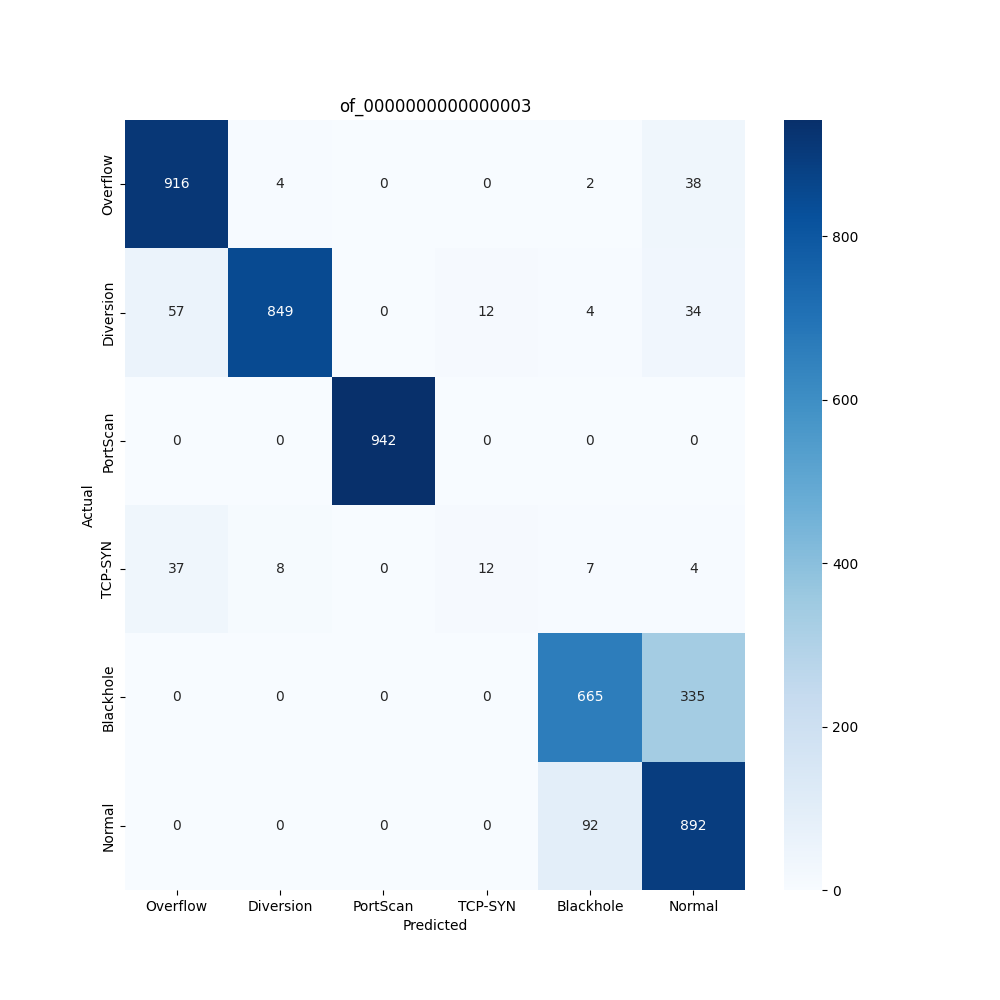 of_0000000000000003
Overflow 916 4 0 0 2 38
Diversion 57 849 0 12 4 34
PortScan 0 0 942 0 0 0
TCP-SYN 37 8 0 12 7 4
Blackhole 0 0 0 0 665 335
Normal 0 0 0 0 92 892
Actual
Overflow Diversion PortScan TCP-SYN Blackhole Normal
Predicted
800
600
400
200
0